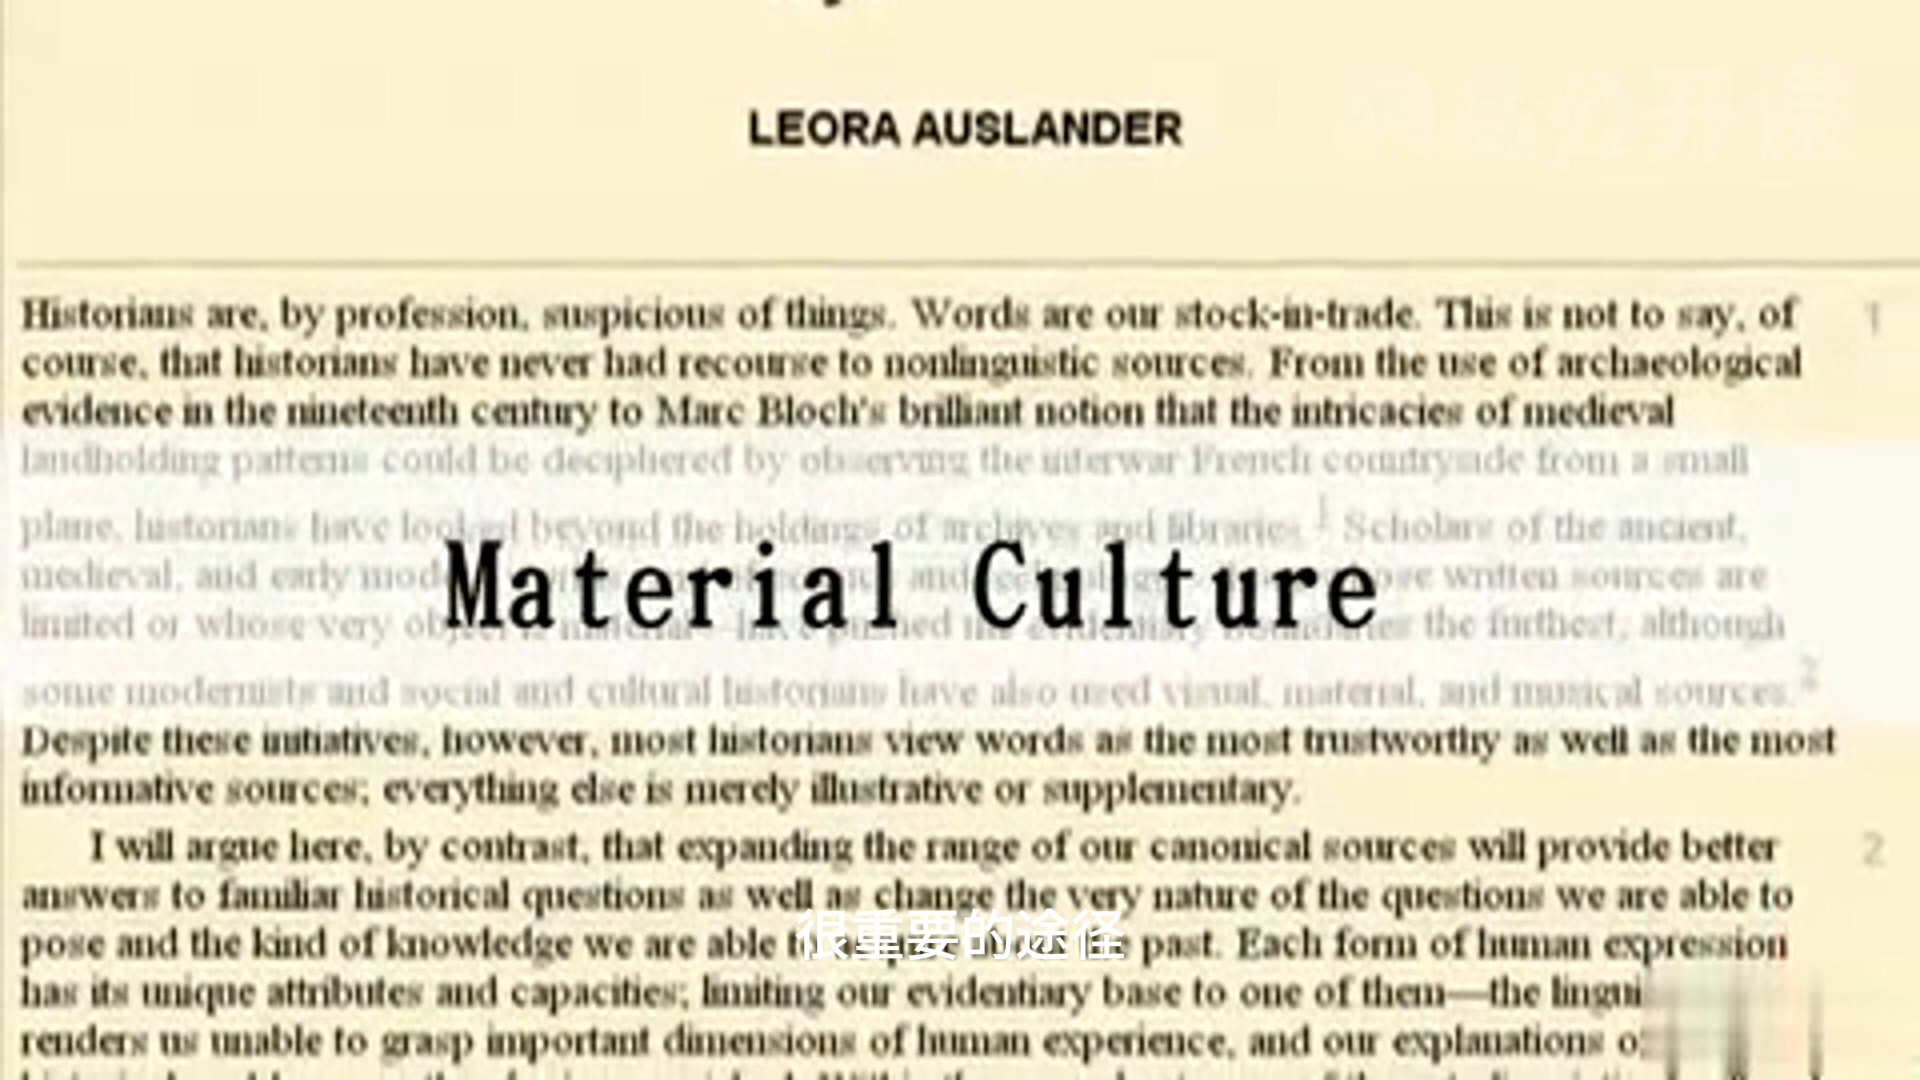 LEORA AUSLANDER
Historians are, by profession, suspicious of things. Words are our stock-in-trade. This is not to say, of
1
course, that historians have never had recourse to nonlinguistic sources. From the use of archaeological
evidence in the nineteenth century to Marc Bloch's brilliant notion that the intricacies of medieval
landholding patterns could be deciphered by observing the interwar French countryside from a small
plane, historians have looked beyond the holdings of archives and libraries.1 Scholars of the ancient,
medieval, and early written sources are
Material Culture
limited or whose very the furthest, although
some modernists and social and cultural historians have also used visual, material, and musical sources.2
Despite these initiatives, however, most historians view words as the most trustworthy as well as the most
informative sources; everything else is merely illustrative or supplementary.
I will argue here, by contrast, that expanding the range of our canonical sources will provide better
2
answers to familiar historical questions as well as change the very nature of the questions we are able to
pose and the kind of knowledge we are able past. Each form of human expression
很重要的途径
has its unique attributes and capacities; limiting our evidentiary base to one of them—the
renders us unable to grasp important dimensions of human experience, and our explanations